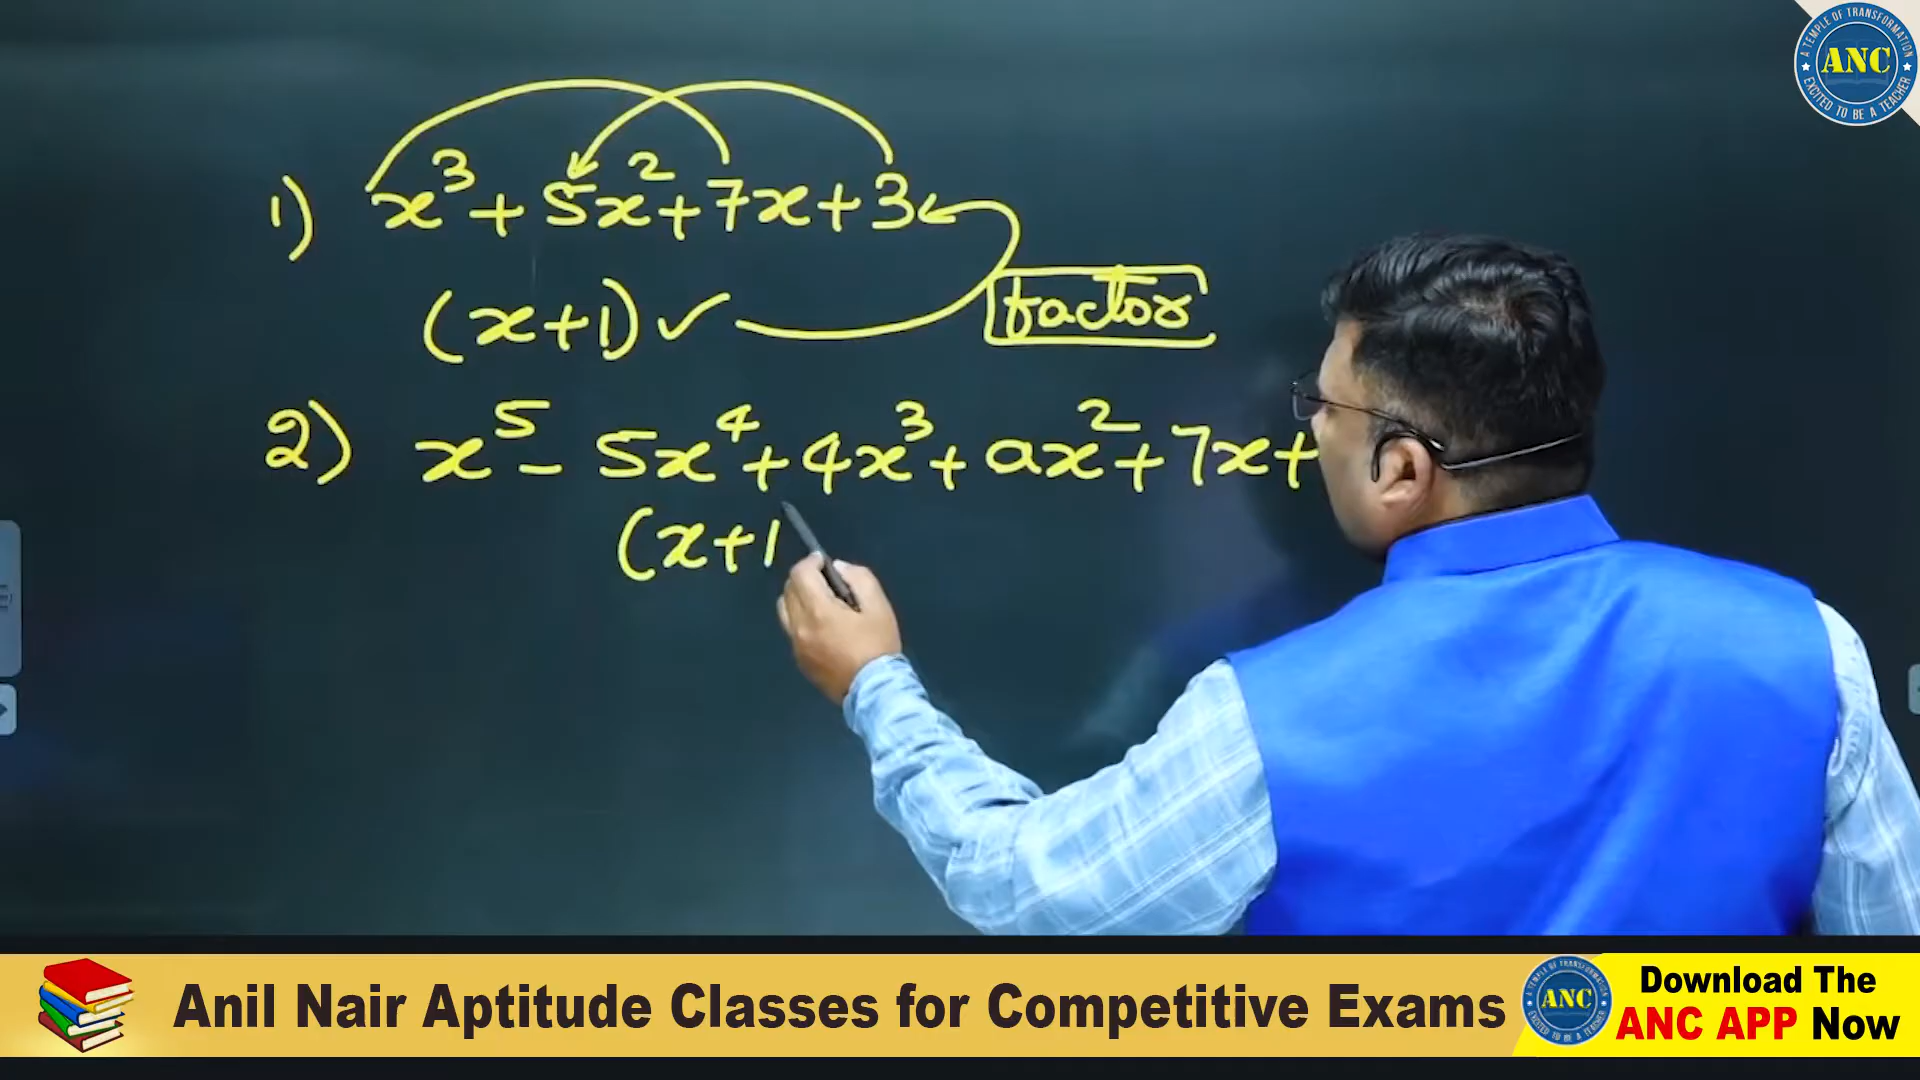 A TEMPLE OF TRANSFORMATION
ANC
EXCITED TO BE A TEACHER
1) x³ + 5x² + 7x + 3
(x+1) ✓
factor
2) x⁵ - 5x⁴ + 4x³ + ax² + 7x +
(x+1
Anil Nair Aptitude Classes for Competitive Exams
ANC
Download The
ANC APP Now